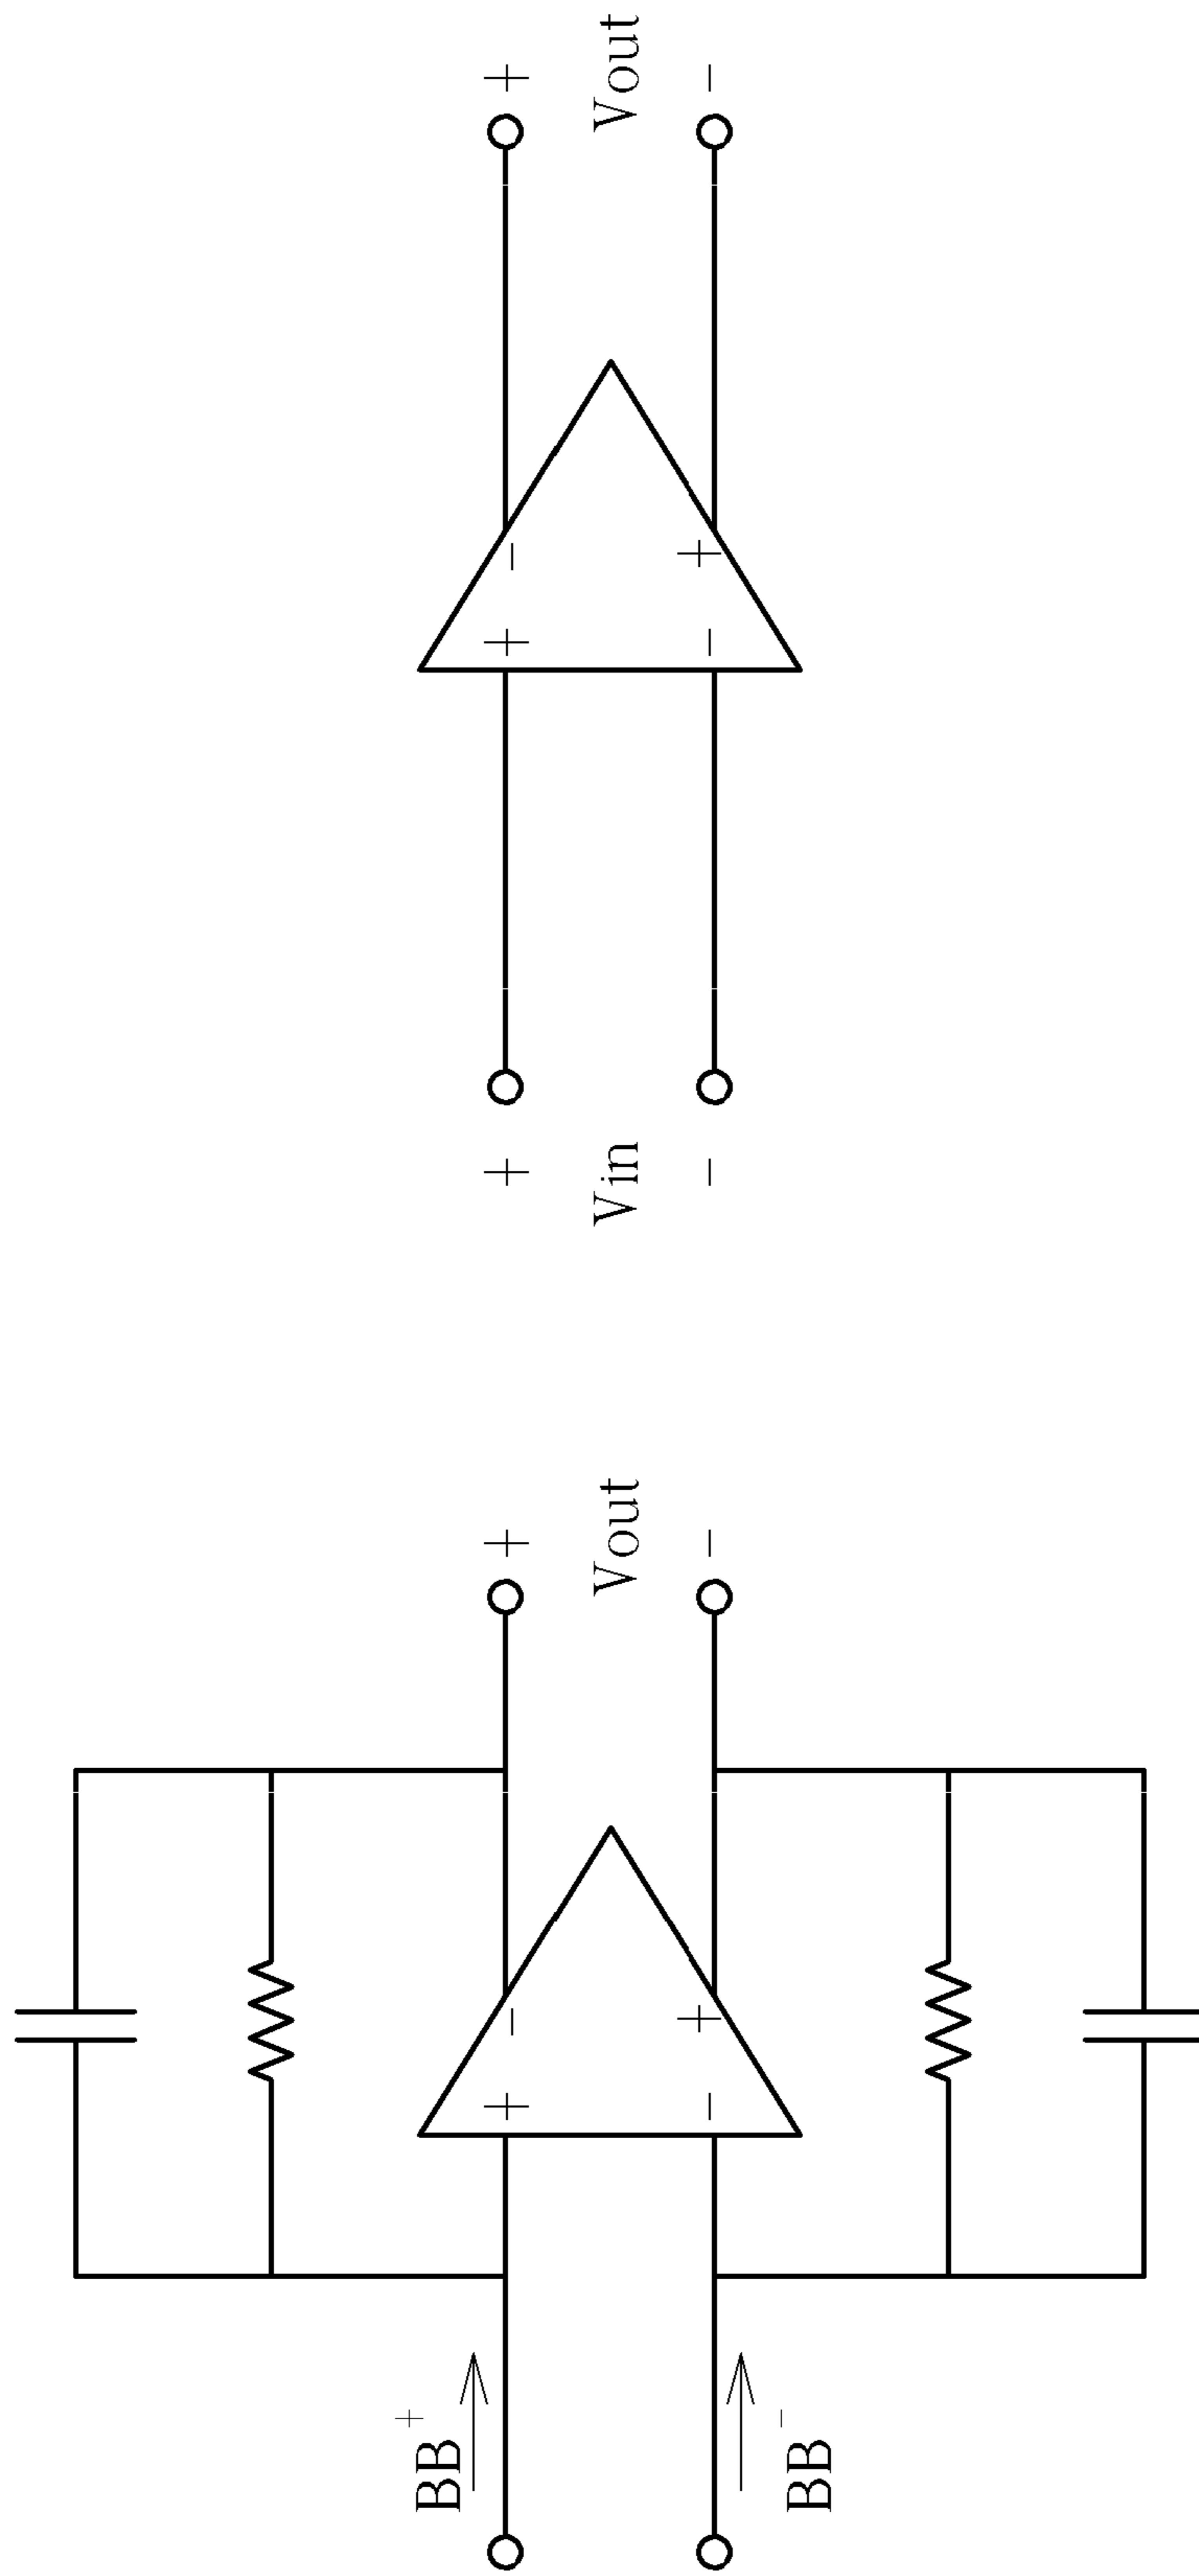 BB⁺
+ −
− +
+
Vout
−
BB⁻
+
Vin
−
+ −
− +
+
Vout
−